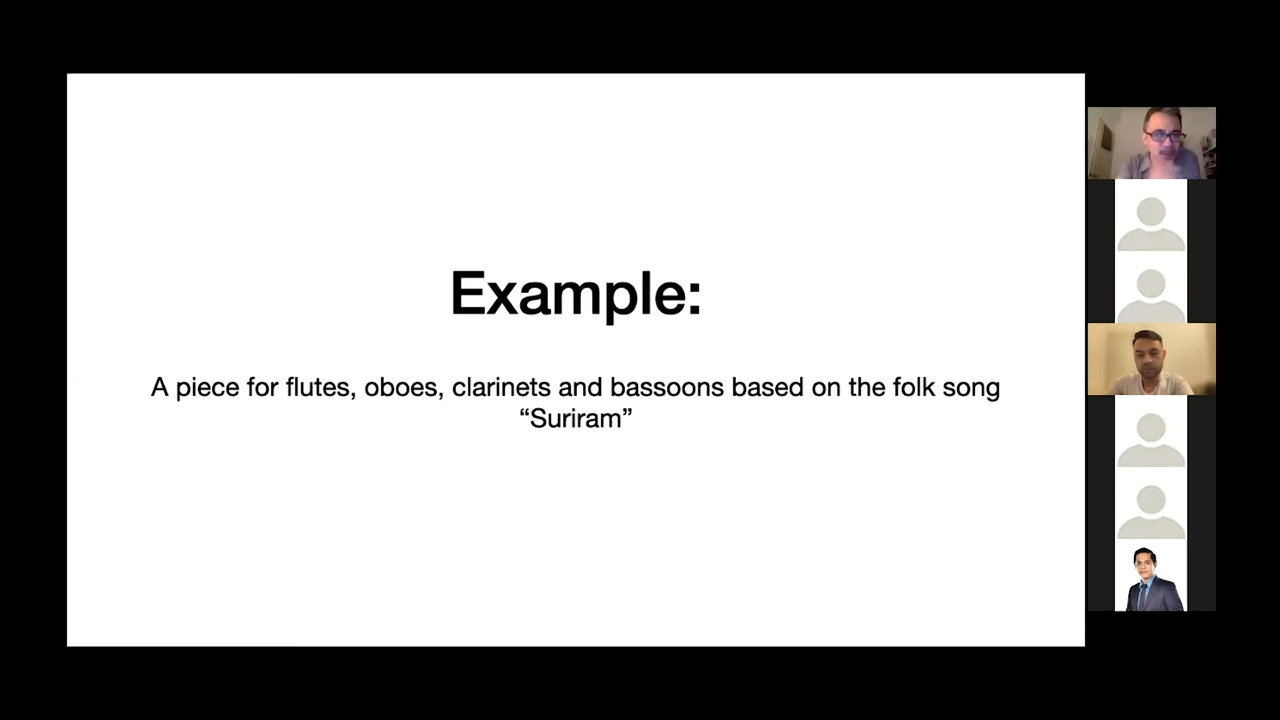 Example:
A piece for flutes, oboes, clarinets and bassoons based on the folk song
“Suriram”